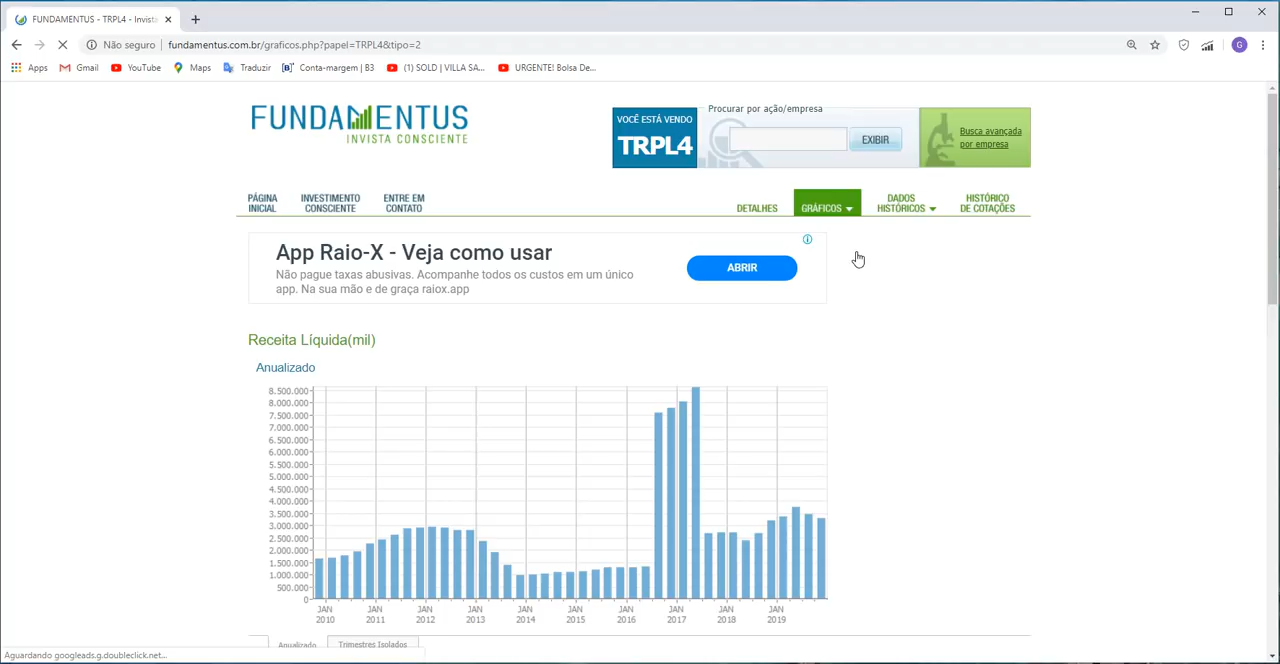 FUNDAMENTUS - TRPL4 - Invist
Não seguro
fundamentus.com.br/graficos.php?papel=TRPL4&tipo=2
G
Apps
Gmail
YouTube
Maps
Traduzir
Conta-margem | B3
(1) SOLD | VILLA SA...
URGENTE! Bolsa De...
FUNDAMENTUS
INVISTA CONSCIENTE
VOCÊ ESTÁ VENDO
TRPL4
Procurar por ação/empresa
EXIBIR
Busca avançada
por empresa
PÁGINA
INICIAL
INVESTIMENTO
CONSCIENTE
ENTRE EM
CONTATO
DETALHES
GRÁFICOS
DADOS
HISTÓRICOS
HISTÓRICO
DE COTAÇÕES
App Raio-X - Veja como usar
Não pague taxas abusivas. Acompanhe todos os custos em um único
app. Na sua mão e de graça raiox.app
ABRIR
Receita Líquida(mil)
Anualizado
8.500.000
8.000.000
7.500.000
7.000.000
6.500.000
6.000.000
5.500.000
5.000.000
4.500.000
4.000.000
3.500.000
3.000.000
2.500.000
2.000.000
1.500.000
1.000.000
500.000
0
JAN
2010
JAN
2011
JAN
2012
JAN
2013
JAN
2014
JAN
2015
JAN
2016
JAN
2017
JAN
2018
JAN
2019
Anualizado
Trimestres Isolados
Aguardando googleads.g.doubleclick.net...